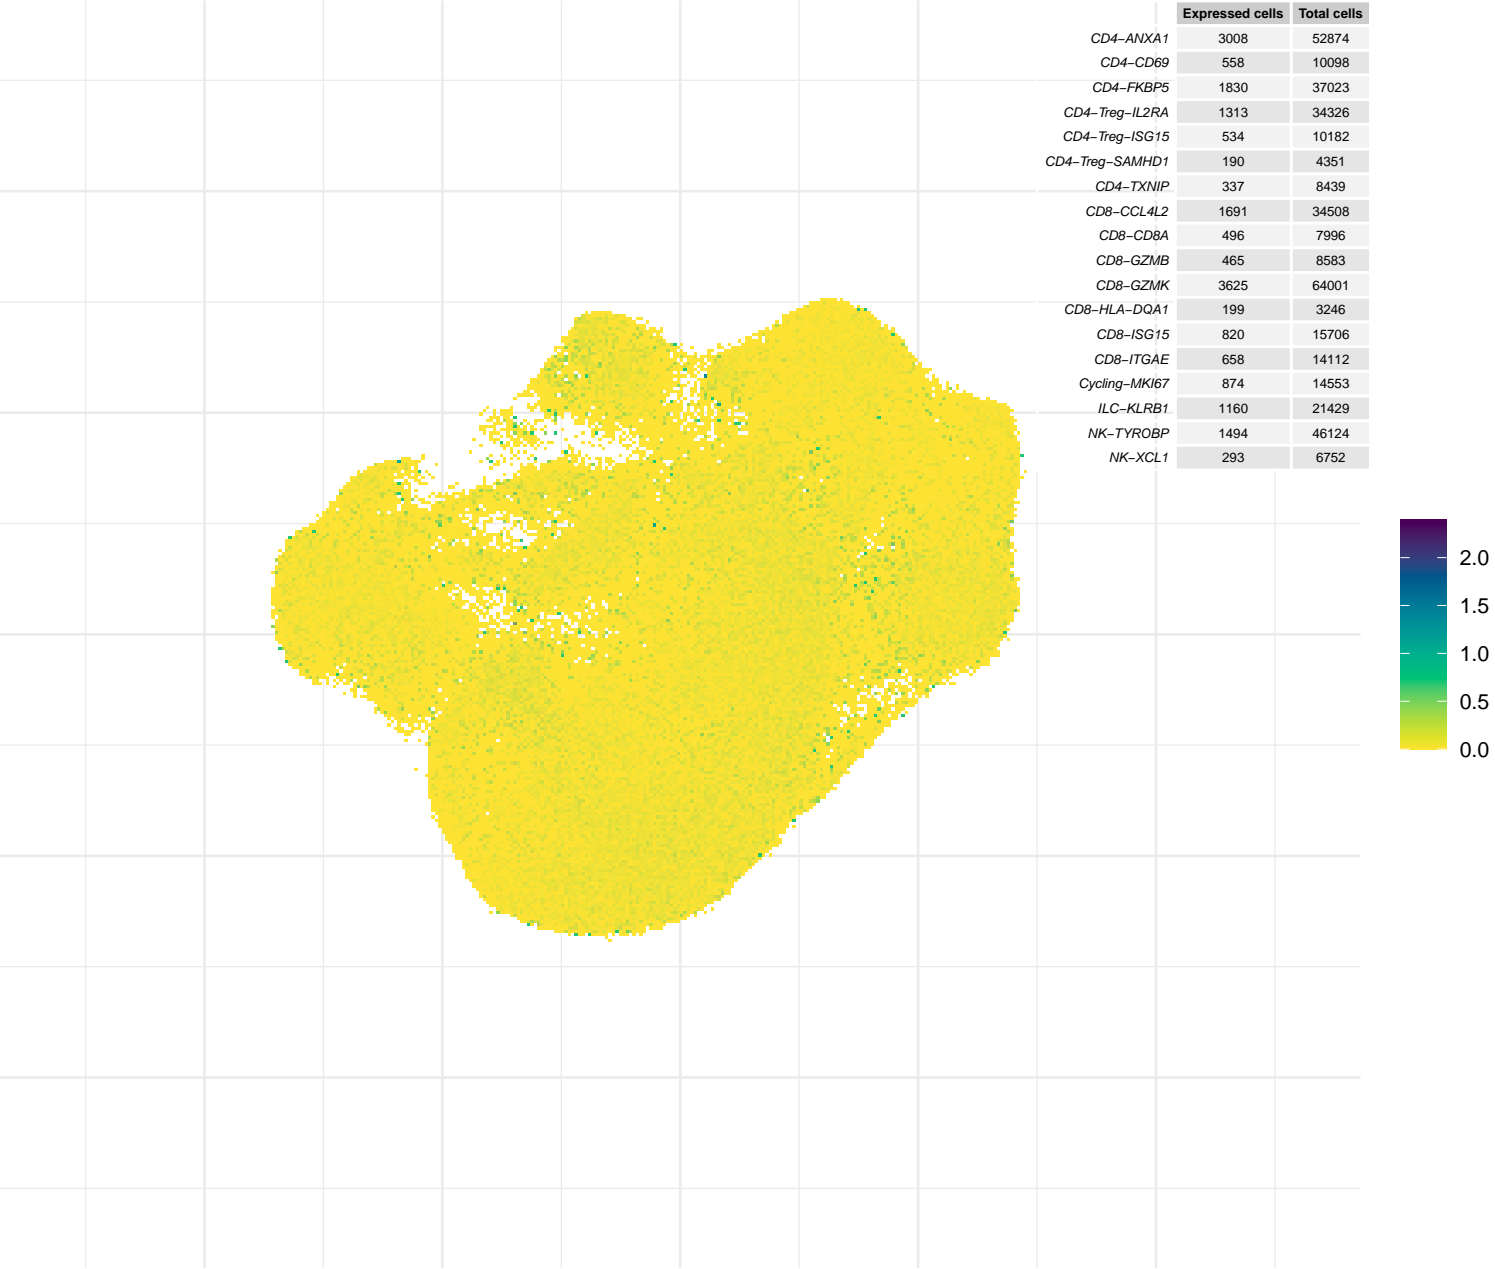 Expressed cells Total cells
CD4−ANXA1 3008 52874
CD4−CD69 558 10098
CD4−FKBP5 1830 37023
CD4−Treg−IL2RA 1313 34326
CD4−Treg−ISG15 534 10182
CD4−Treg−SAMHD1 190 4351
CD4−TXNIP 337 8439
CD8−CCL4L2 1691 34508
CD8−CD8A 496 7996
CD8−GZMB 465 8583
CD8−GZMK 3625 64001
CD8−HLA−DQA1 199 3246
CD8−ISG15 820 15706
CD8−ITGAE 658 14112
Cycling−MKI67 874 14553
ILC−KLRB1 1160 21429
NK−TYROBP 1494 46124
NK−XCL1 293 6752
2.0
1.5
1.0
0.5
0.0